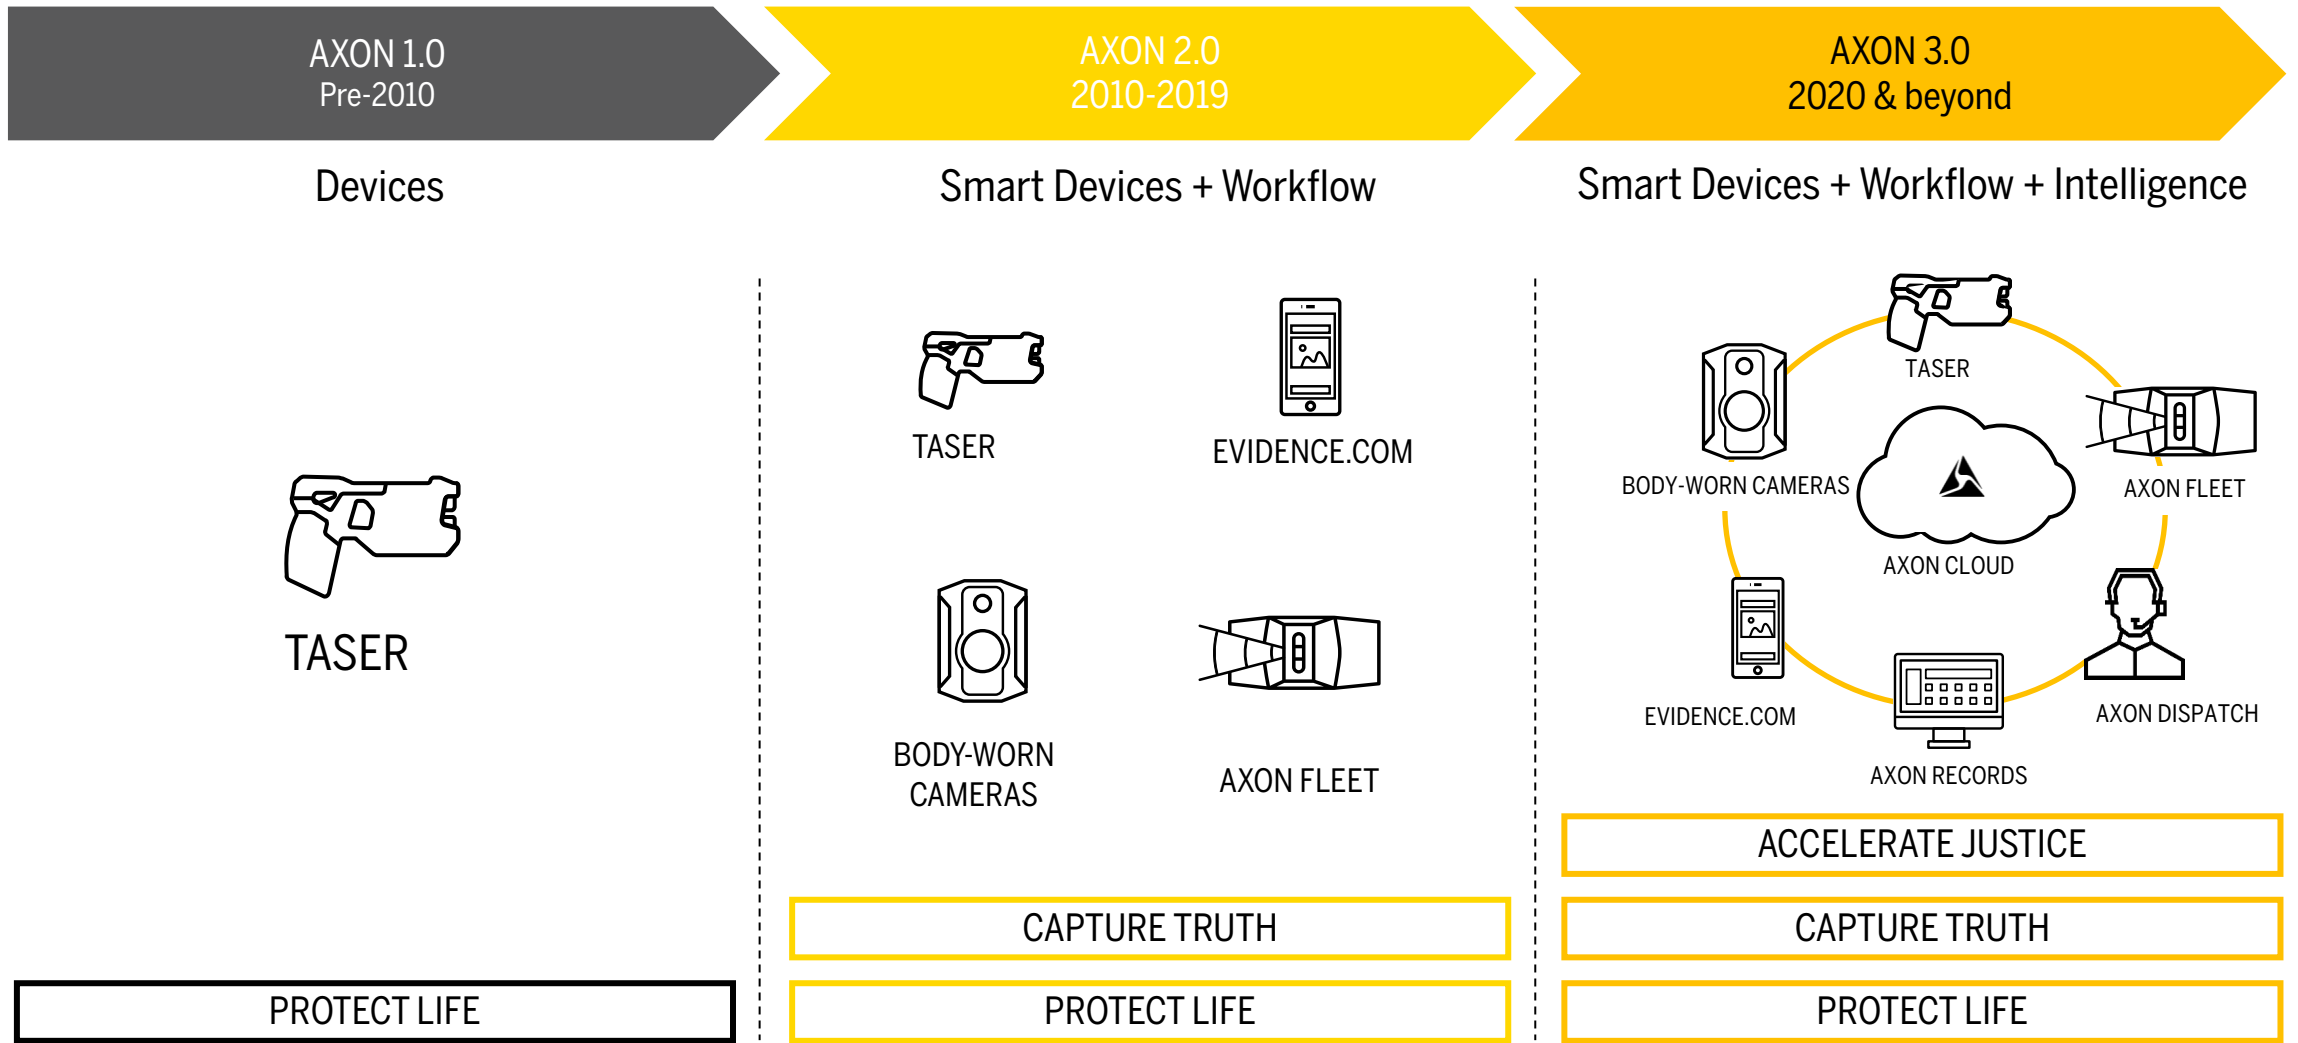 AXON 1.0
Pre-2010
AXON 2.0
2010-2019
AXON 3.0
2020 & beyond
Devices
Smart Devices + Workflow
Smart Devices + Workflow + Intelligence
TASER
TASER
EVIDENCE.COM
BODY-WORN
CAMERAS
AXON FLEET
TASER
BODY-WORN CAMERAS
AXON FLEET
AXON CLOUD
EVIDENCE.COM
AXON DISPATCH
AXON RECORDS
ACCELERATE JUSTICE
CAPTURE TRUTH
CAPTURE TRUTH
PROTECT LIFE
PROTECT LIFE
PROTECT LIFE